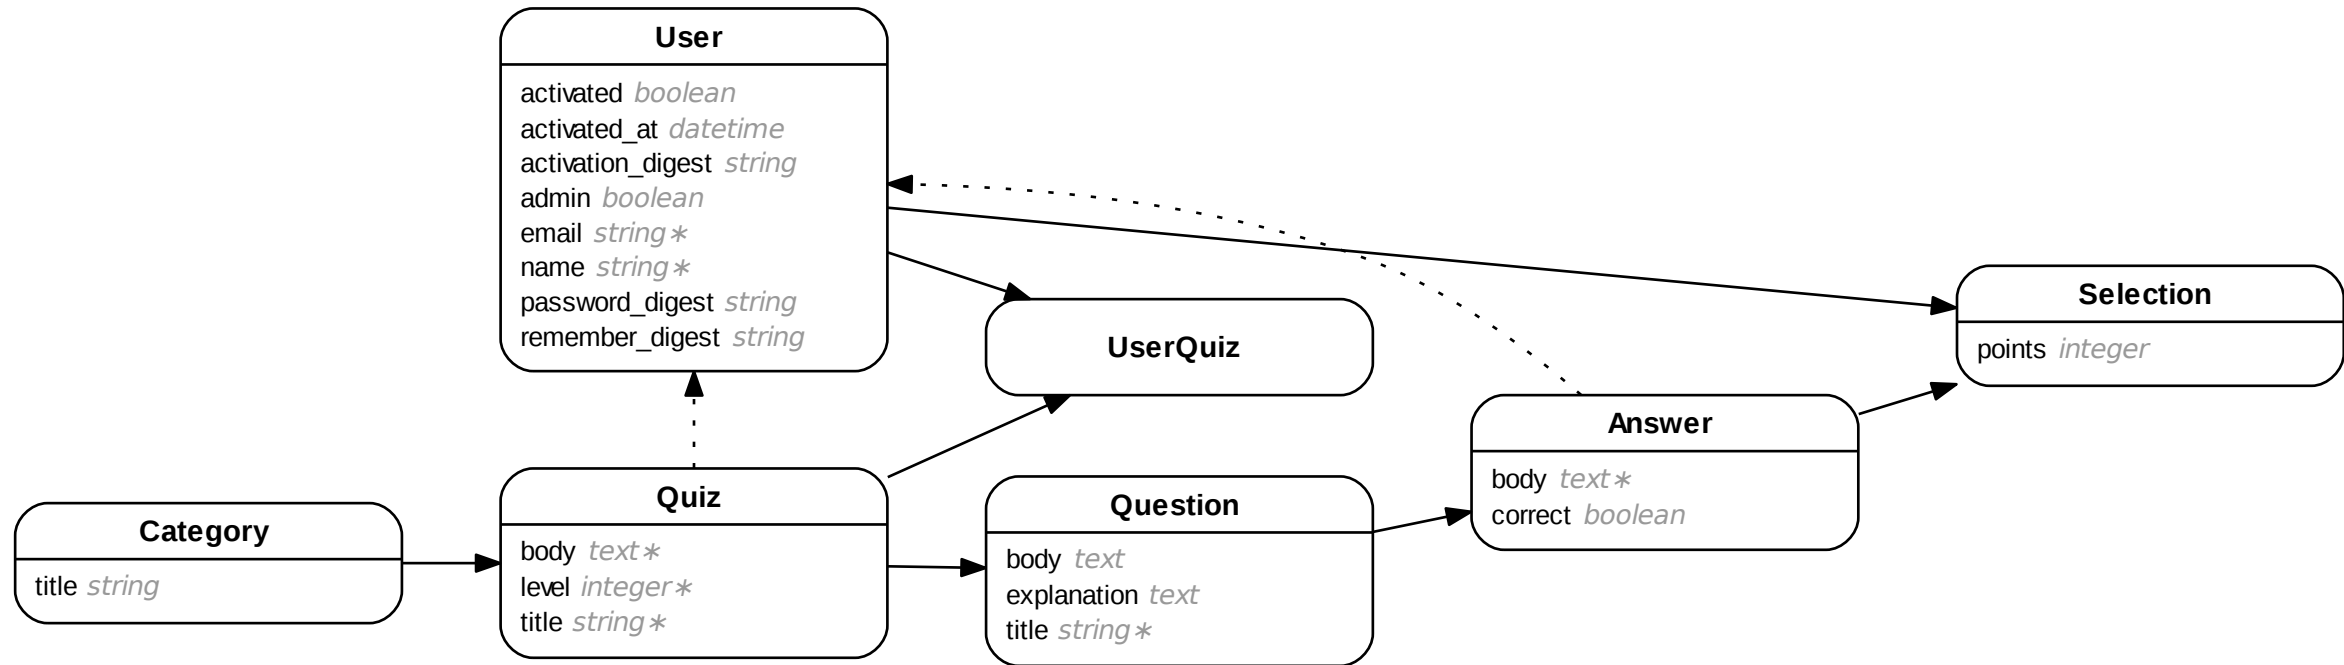 User
activated boolean
activated_at datetime
activation_digest string
admin boolean
email string∗
name string∗
password_digest string
remember_digest string
Selection
points integer
UserQuiz
Answer
body text∗
correct boolean
Quiz
body text∗
level integer∗
title string∗
Question
body text
explanation text
title string∗
Category
title string